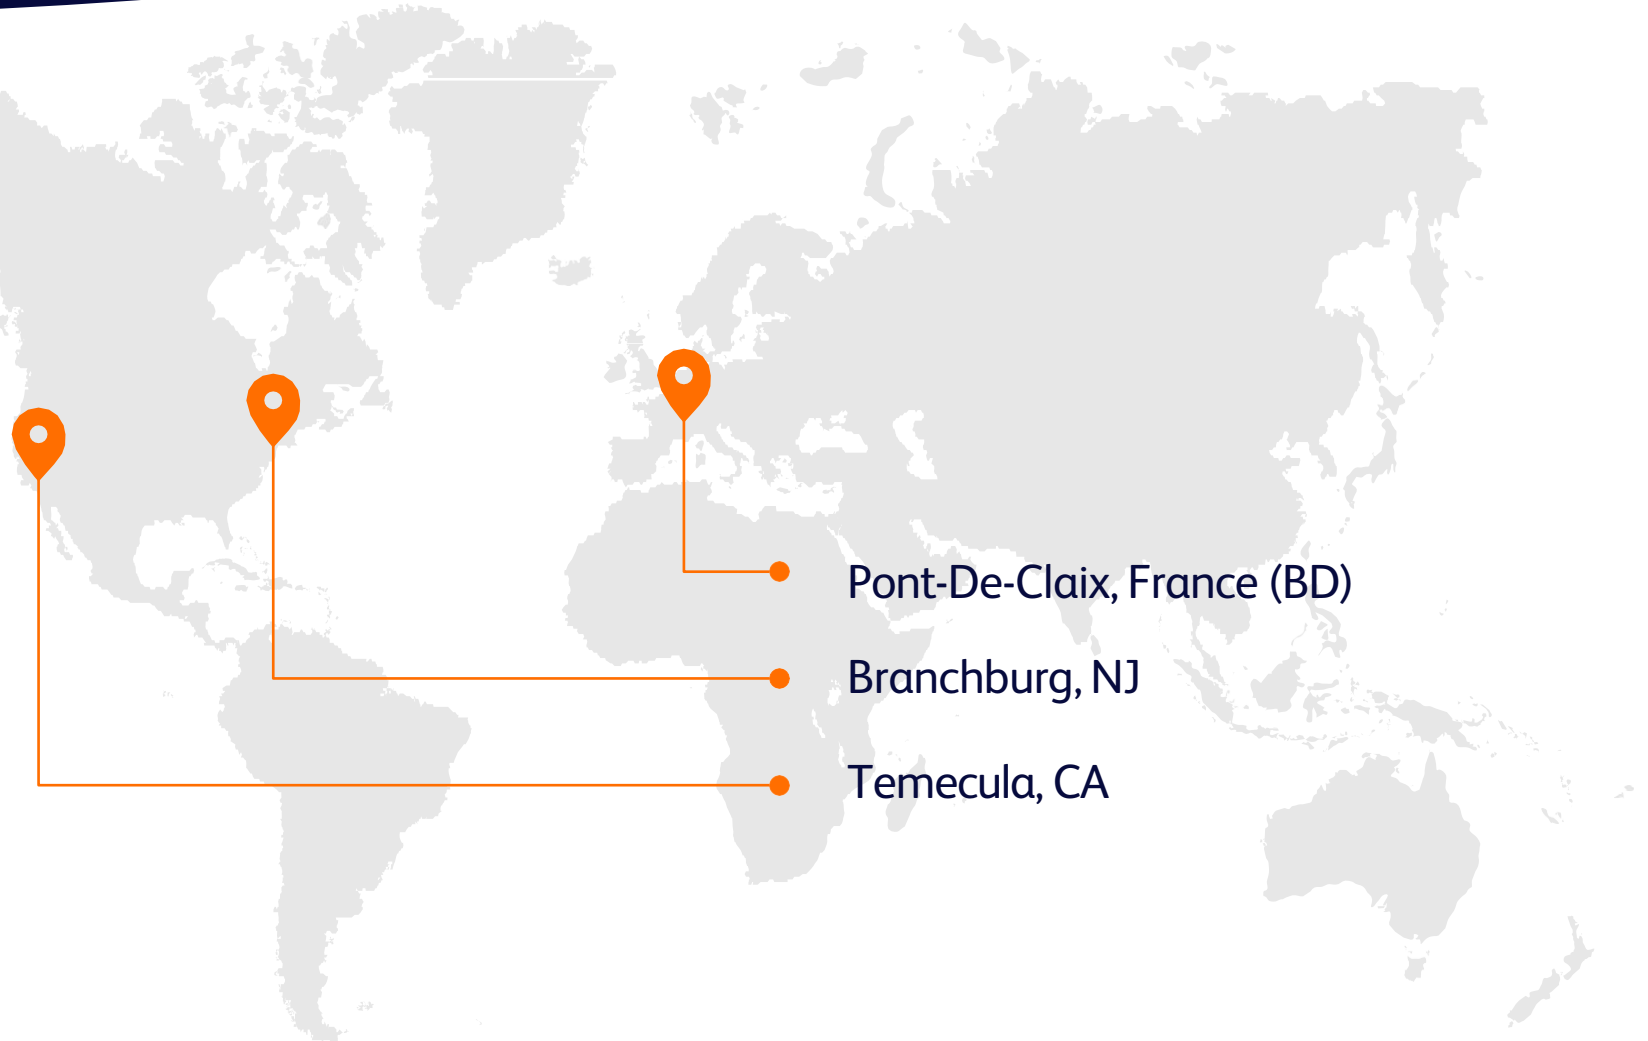 Pont-De-Claix, France (BD)
Branchburg, NJ
Temecula, CA